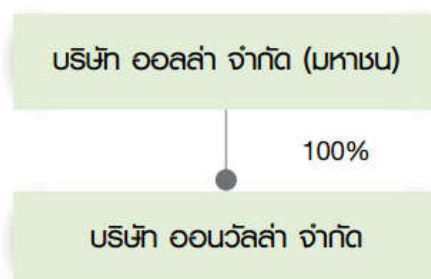 บริษัท ออลล่า จำกัด (มหาชน)
100%
บริษัท ออนวัลล่า จำกัด